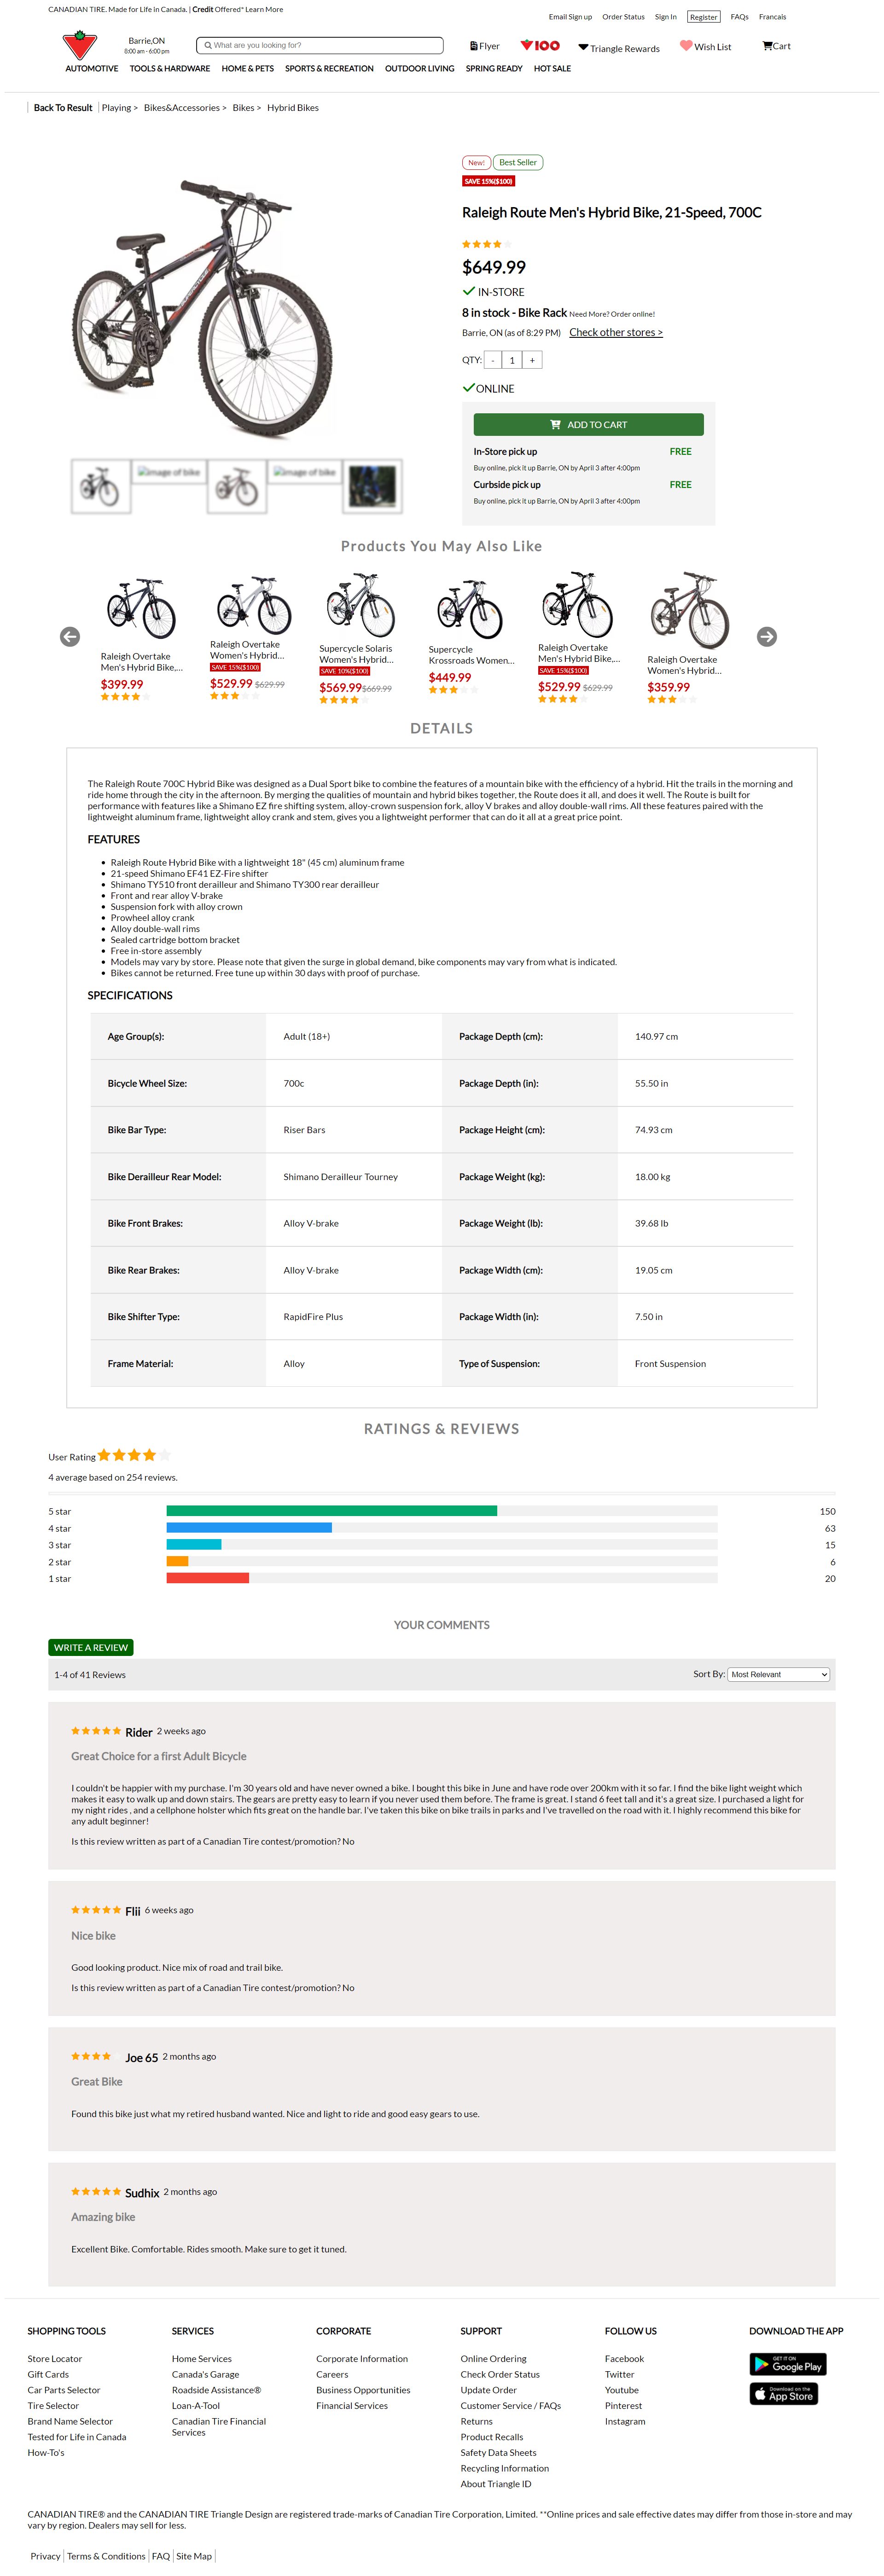 CANADIAN TIRE. Made for Life in Canada. | Credit Offered* Learn More
Email Sign up Order Status Sign In Register FAQs Francais
Barrie,ON
8:00 am - 6:00 pm
What are you looking for?
Flyer
100
Triangle Rewards
Wish List
Cart
AUTOMOTIVE TOOLS & HARDWARE HOME & PETS SPORTS & RECREATION OUTDOOR LIVING SPRING READY HOT SALE
Back To Result Playing > Bikes&Accessories > Bikes > Hybrid Bikes
New! Best Seller
SAVE 15%($100)
Raleigh Route Men's Hybrid Bike, 21-Speed, 700C
$649.99
IN-STORE
8 in stock - Bike Rack Need More? Order online!
Barrie, ON (as of 8:29 PM) Check other stores >
QTY: - 1 +
ONLINE
ADD TO CART
In-Store pick up FREE
Buy online, pick It up Barrie, ON by April 3 after 4:00pm
Curbside pick up FREE
Buy online, pick It up Barrie, ON by April 3 after 4:00pm
image of bike
image of bike
Products You May Also Like
Raleigh Overtake
Men's Hybrid Bike,...
$399.99
Raleigh Overtake
Women's Hybrid...
SAVE 15%($100)
$529.99 $629.99
Supercycle Solaris
Women's Hybrid...
SAVE 10%($100)
$569.99$669.99
Supercycle
Krossroads Women...
$449.99
Raleigh Overtake
Men's Hybrid Bike,...
SAVE 15%($100)
$529.99 $629.99
Raleigh Overtake
Women's Hybrid...
$359.99
DETAILS
The Raleigh Route 700C Hybrid Bike was designed as a Dual Sport bike to combine the features of a mountain bike with the efficiency of a hybrid. Hit the trails in the morning and
ride home through the city in the afternoon. By merging the qualities of mountain and hybrid bikes together, the Route does it all, and does it well. The Route is built for
performance with features like a Shimano EZ fire shifting system, alloy-crown suspension fork, alloy V brakes and alloy double-wall rims. All these features paired with the
lightweight aluminum frame, lightweight alloy crank and stem, gives you a lightweight performer that can do it all at a great price point.
FEATURES
• Raleigh Route Hybrid Bike with a lightweight 18" (45 cm) aluminum frame
• 21-speed Shimano EF41 EZ-Fire shifter
• Shimano TY510 front derailleur and Shimano TY300 rear derailleur
• Front and rear alloy V-brake
• Suspension fork with alloy crown
• Prowheel alloy crank
• Alloy double-wall rims
• Sealed cartridge bottom bracket
• Free in-store assembly
• Models may vary by store. Please note that given the surge in global demand, bike components may vary from what is indicated.
• Bikes cannot be returned. Free tune up within 30 days with proof of purchase.
SPECIFICATIONS
Age Group(s): Adult (18+) Package Depth (cm): 140.97 cm
Bicycle Wheel Size: 700c Package Depth (in): 55.50 in
Bike Bar Type: Riser Bars Package Height (cm): 74.93 cm
Bike Derailleur Rear Model: Shimano Derailleur Tourney Package Weight (kg): 18.00 kg
Bike Front Brakes: Alloy V-brake Package Weight (lb): 39.68 lb
Bike Rear Brakes: Alloy V-brake Package Width (cm): 19.05 cm
Bike Shifter Type: RapidFire Plus Package Width (in): 7.50 in
Frame Material: Alloy Type of Suspension: Front Suspension
RATINGS & REVIEWS
User Rating
4 average based on 254 reviews.
5 star 150
4 star 63
3 star 15
2 star 6
1 star 20
YOUR COMMENTS
WRITE A REVIEW
1-4 of 41 Reviews Sort By: Most Relevant
Rider 2 weeks ago
Great Choice for a first Adult Bicycle
I couldn't be happier with my purchase. I'm 30 years old and have never owned a bike. I bought this bike in June and have rode over 200km with it so far. I find the bike light weight which
makes it easy to walk up and down stairs. The gears are pretty easy to learn if you never used them before. The frame is great. I stand 6 feet tall and it's a great size. I purchased a light for
my night rides , and a cellphone holster which fits great on the handle bar. I've taken this bike on bike trails in parks and I've travelled on the road with it. I highly recommend this bike for
any adult beginner!
Is this review written as part of a Canadian Tire contest/promotion? No
Flii 6 weeks ago
Nice bike
Good looking product. Nice mix of road and trail bike.
Is this review written as part of a Canadian Tire contest/promotion? No
Joe 65 2 months ago
Great Bike
Found this bike just what my retired husband wanted. Nice and light to ride and good easy gears to use.
Sudhix 2 months ago
Amazing bike
Excellent Bike. Comfortable. Rides smooth. Make sure to get it tuned.
SHOPPING TOOLS
Store Locator
Gift Cards
Car Parts Selector
Tire Selector
Brand Name Selector
Tested for Life in Canada
How-To's
SERVICES
Home Services
Canada's Garage
Roadside Assistance®
Loan-A-Tool
Canadian Tire Financial
Services
CORPORATE
Corporate Information
Careers
Business Opportunities
Financial Services
SUPPORT
Online Ordering
Check Order Status
Update Order
Customer Service / FAQs
Returns
Product Recalls
Safety Data Sheets
Recycling Information
About Triangle ID
FOLLOW US
Facebook
Twitter
Youtube
Pinterest
Instagram
DOWNLOAD THE APP
GET IT ON
Google Play
Download on the
App Store
CANADIAN TIRE® and the CANADIAN TIRE Triangle Design are registered trade-marks of Canadian Tire Corporation, Limited. **Online prices and sale effective dates may differ from those in-store and may
vary by region. Dealers may sell for less.
Privacy Terms & Conditions FAQ Site Map